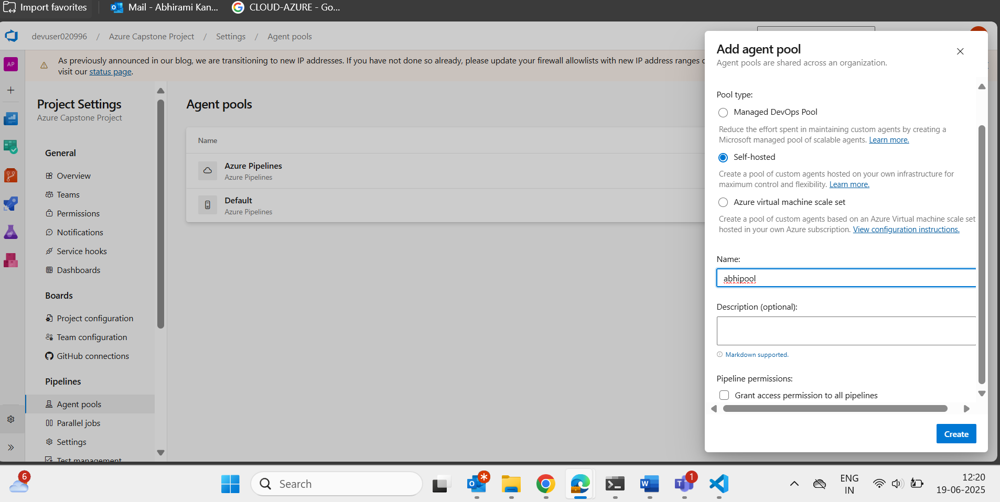 Import favorites
Mail - Abhirami Kan...
CLOUD-AZURE - Go...
devuser020996 / Azure Capstone Project / Settings / Agent pools
AP
As previously announced in our blog, we are transitioning to new IP addresses. If you have not done so already, please update your firewall allowlists with new IP address ranges
visit our status page.
Project Settings
Azure Capstone Project
General
Overview
Teams
Permissions
Notifications
Service hooks
Dashboards
Boards
Project configuration
Team configuration
GitHub connections
Pipelines
Agent pools
Parallel jobs
Settings
Test management
Agent pools
Name
Azure Pipelines
Azure Pipelines
Default
Azure Pipelines
Add agent pool
Agent pools are shared across an organization.
Pool type:
Managed DevOps Pool
Reduce the effort spent in maintaining custom agents by creating a
Microsoft managed pool of scalable agents. Learn more.
Self-hosted
Create a pool of custom agents hosted on your own infrastructure for
maximum control and flexibility. Learn more.
Azure virtual machine scale set
Create a pool of custom agents based on an Azure Virtual machine scale set
hosted in your own Azure subscription. View configuration instructions.
Name:
abhipool
Description (optional):
Markdown supported.
Pipeline permissions:
Grant access permission to all pipelines
Create
6
Search
1
ENG
IN
12:20
19-06-2025